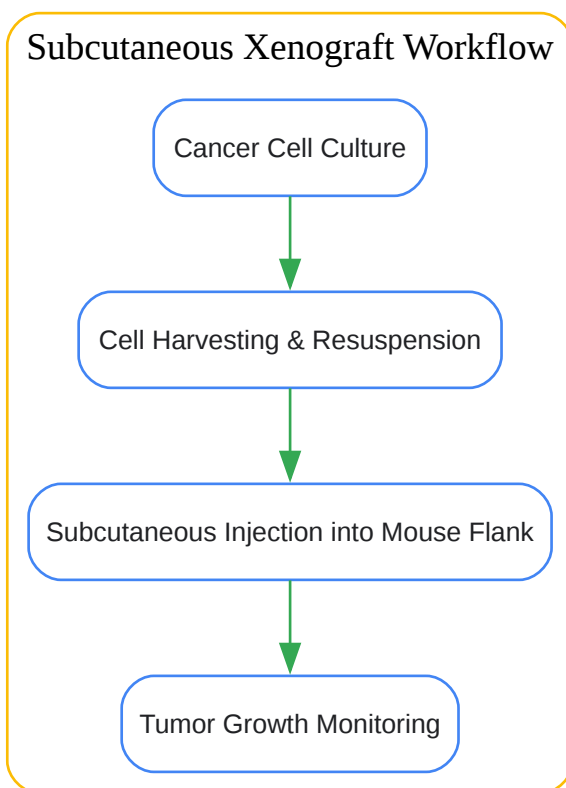 Subcutaneous Xenograft Workflow
Cancer Cell Culture
Cell Harvesting & Resuspension
Subcutaneous Injection into Mouse Flank
Tumor Growth Monitoring